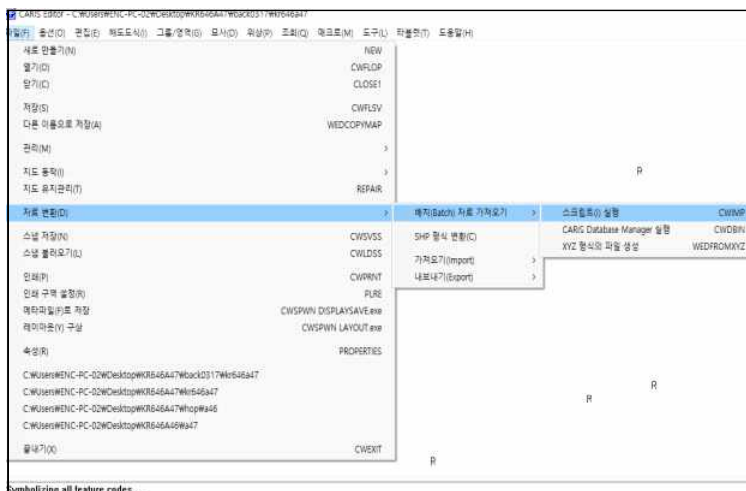 CARIS Editor - C:₩Users₩ENC-PC-02₩Desktop₩KR646A47₩back0317₩kr646a47
파일(F) 옵션(O) 편집(E) 해도도식(I) 그룹/영역(G) 묘사(D) 위상(P) 조회(Q) 매크로(M) 도구(L) 타블렛(T) 도움말(H)
새로 만들기(N) NEW
열기(O) CWFLOP
닫기(C) CLOSE1
저장(S) CWFLSV
다른 이름으로 저장(A) WEDCOPYMAP
관리(M) >
지도 동작(I) >
지도 유지관리(T) REPAIR
자료 변환(D) >
배치(Batch) 자료 가져오기 >
스크립트(I) 실행 CWIMP
CARIS Database Manager 실행 CWDBIN
XYZ 형식의 파일 생성 WEDFROMXYZ
SHP 형식 변환(C)
가져오기(Import) >
내보내기(Export) >
스냅 저장(N) CWSVSS
스냅 불러오기(L) CWLDSS
인쇄(P) CWPRNT
인쇄 구역 설정(R) PLRE
메타파일(F)로 저장 CWSPWN DISPLAYSAVE.exe
레이아웃(Y) 구상 CWSPWN LAYOUT.exe
속성(R) PROPERTIES
C:₩Users₩ENC-PC-02₩Desktop₩KR646A47₩back0317₩kr646a47
C:₩Users₩ENC-PC-02₩Desktop₩KR646A47₩kr646a47
C:₩Users₩ENC-PC-02₩Desktop₩KR646A47₩hop₩a46
C:₩Users₩ENC-PC-02₩Desktop₩KR646A46₩a47
끝내기(X) CWEXIT
R
R
R
R
Symbolizing all feature codes